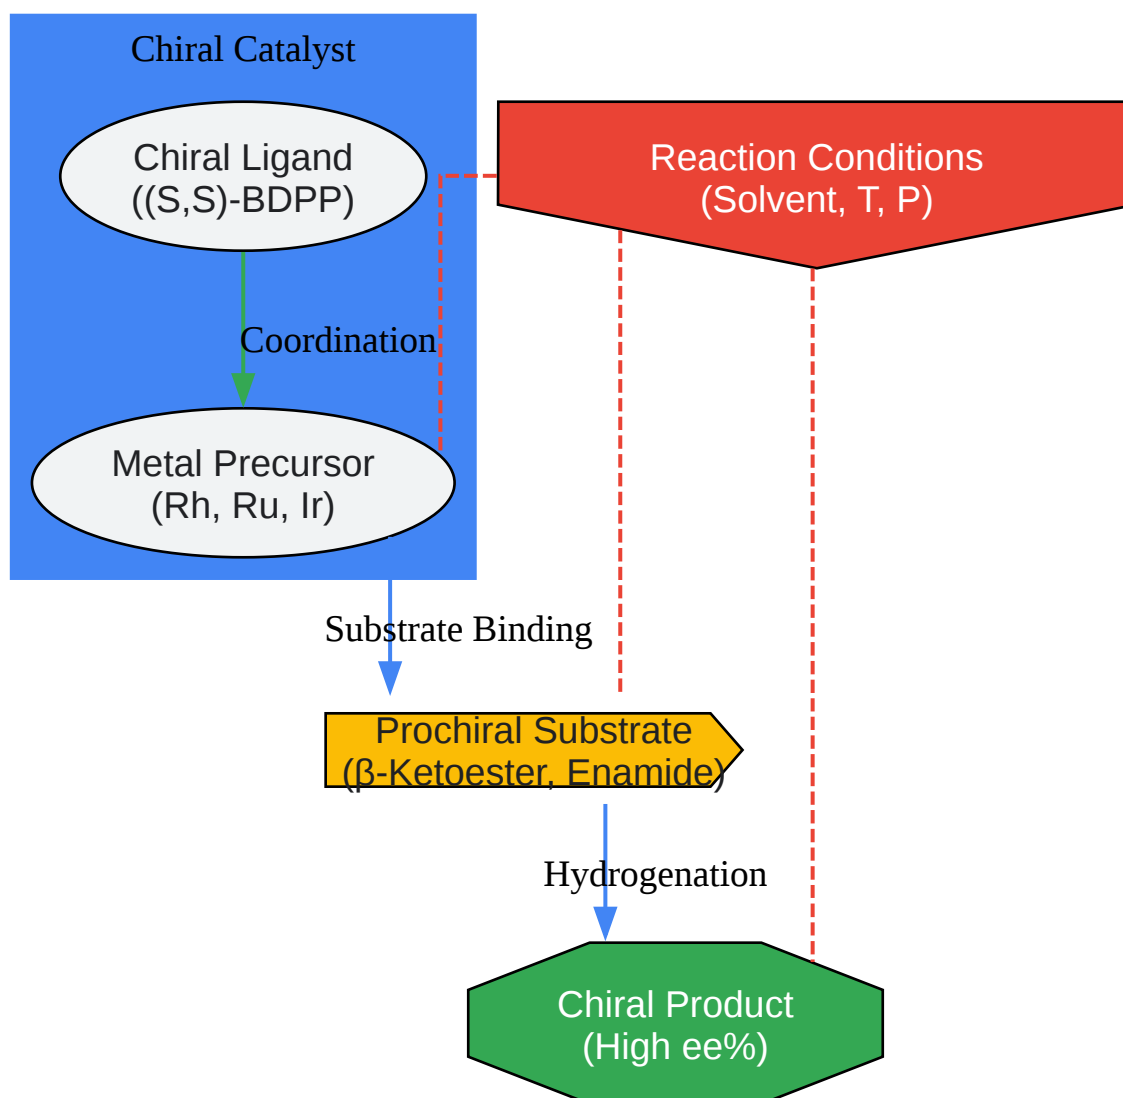 Chiral Catalyst
Chiral Ligand
((S,S)-BDPP)
Reaction Conditions
(Solvent, T, P)
Coordination
Metal Precursor
(Rh, Ru, Ir)
Substrate Binding
Prochiral Substrate
(β-Ketoester, Enamide)
Hydrogenation
Chiral Product
(High ee%)